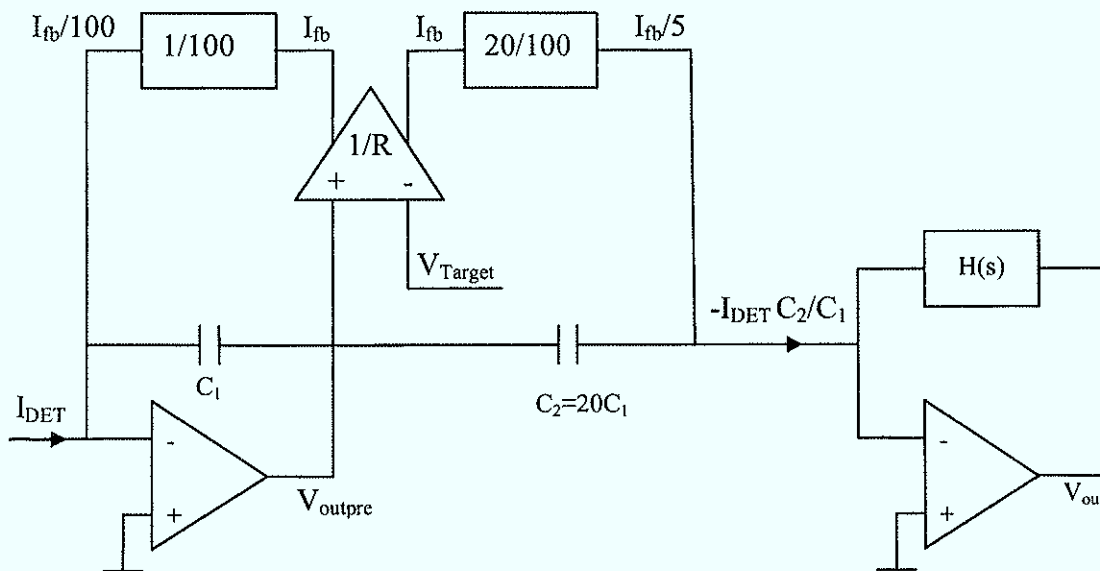 I_fb/100
1/100
I_fb
I_fb
20/100
I_fb/5
1/R
+
-
V_Target
H(s)
-I_DET C_2/C_1
C_1
C_2=20C_1
I_DET
-
+
V_outpre
-
+
V_ou